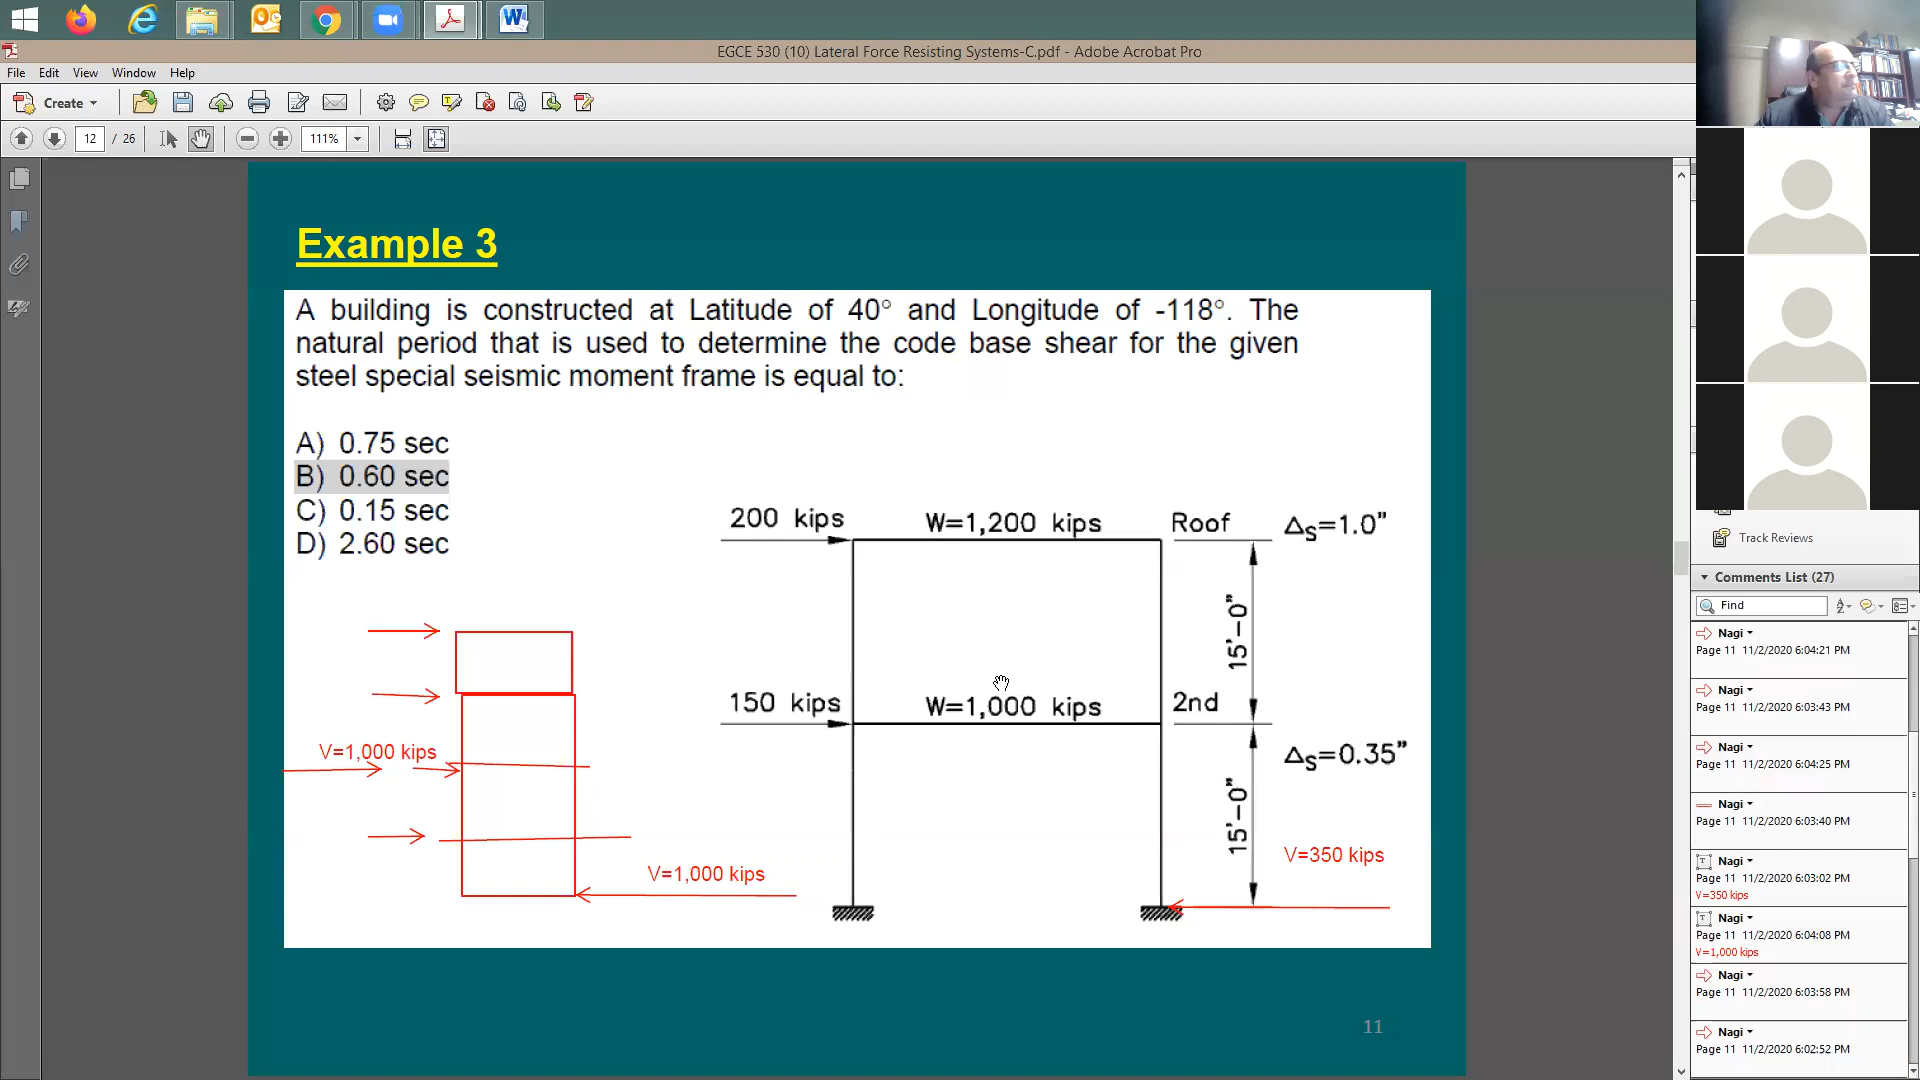 EGCE 530 (10) Lateral Force Resisting Systems-C.pdf - Adobe Acrobat Pro
File Edit View Window Help
Create
12 / 26
111%
Example 3
A building is constructed at Latitude of 40° and Longitude of -118°. The
natural period that is used to determine the code base shear for the given
steel special seismic moment frame is equal to:
A) 0.75 sec
B) 0.60 sec
C) 0.15 sec
D) 2.60 sec
200 kips
W=1,200 kips
Roof
Δs=1.0"
15'-0"
150 kips
W=1,000 kips
2nd
Δs=0.35"
15'-0"
V=1,000 kips
V=1,000 kips
V=350 kips
11
Track Reviews
Comments List (27)
Find
Nagi
Page 11 11/2/2020 6:04:21 PM
Nagi
Page 11 11/2/2020 6:03:43 PM
Nagi
Page 11 11/2/2020 6:04:25 PM
Nagi
Page 11 11/2/2020 6:03:40 PM
Nagi
Page 11 11/2/2020 6:03:02 PM
V=350 kips
Nagi
Page 11 11/2/2020 6:04:08 PM
V=1,000 kips
Nagi
Page 11 11/2/2020 6:03:58 PM
Nagi
Page 11 11/2/2020 6:02:52 PM